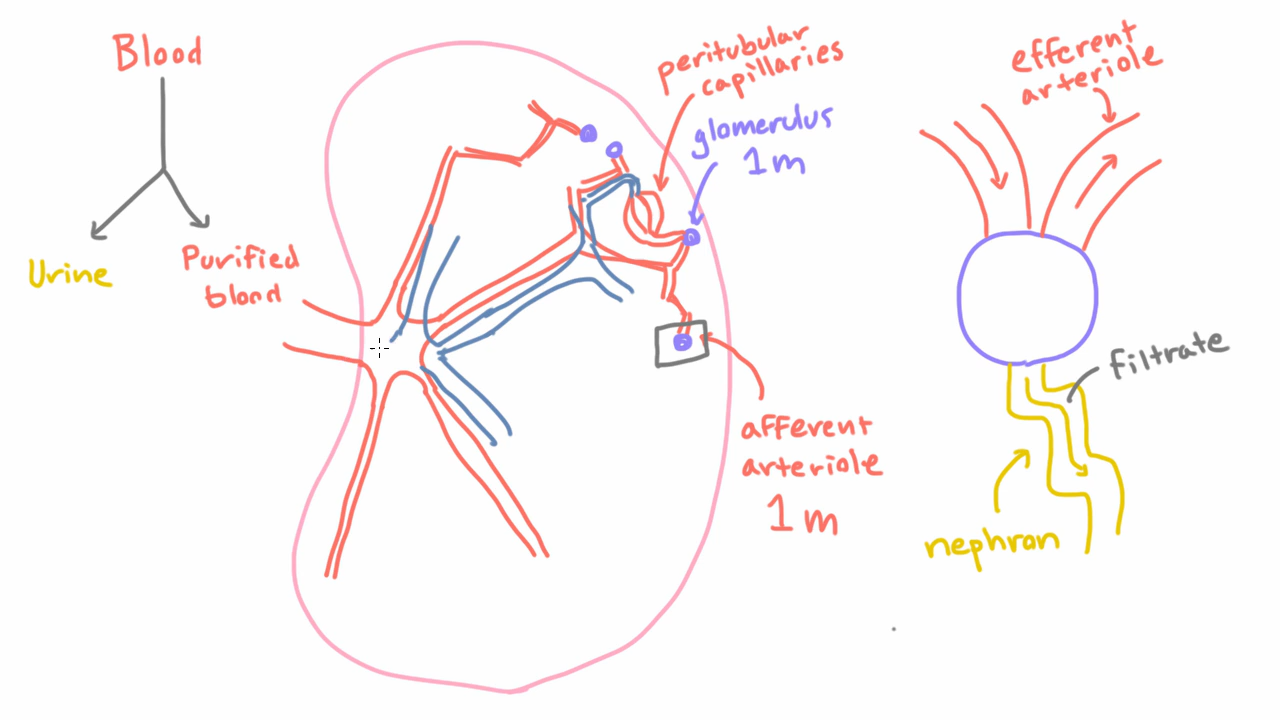 Blood
Urine
Purified
blood
peritubular
capillaries
glomerulus
1m
afferent
arteriole
1m
efferent
arteriole
filtrate
nephron